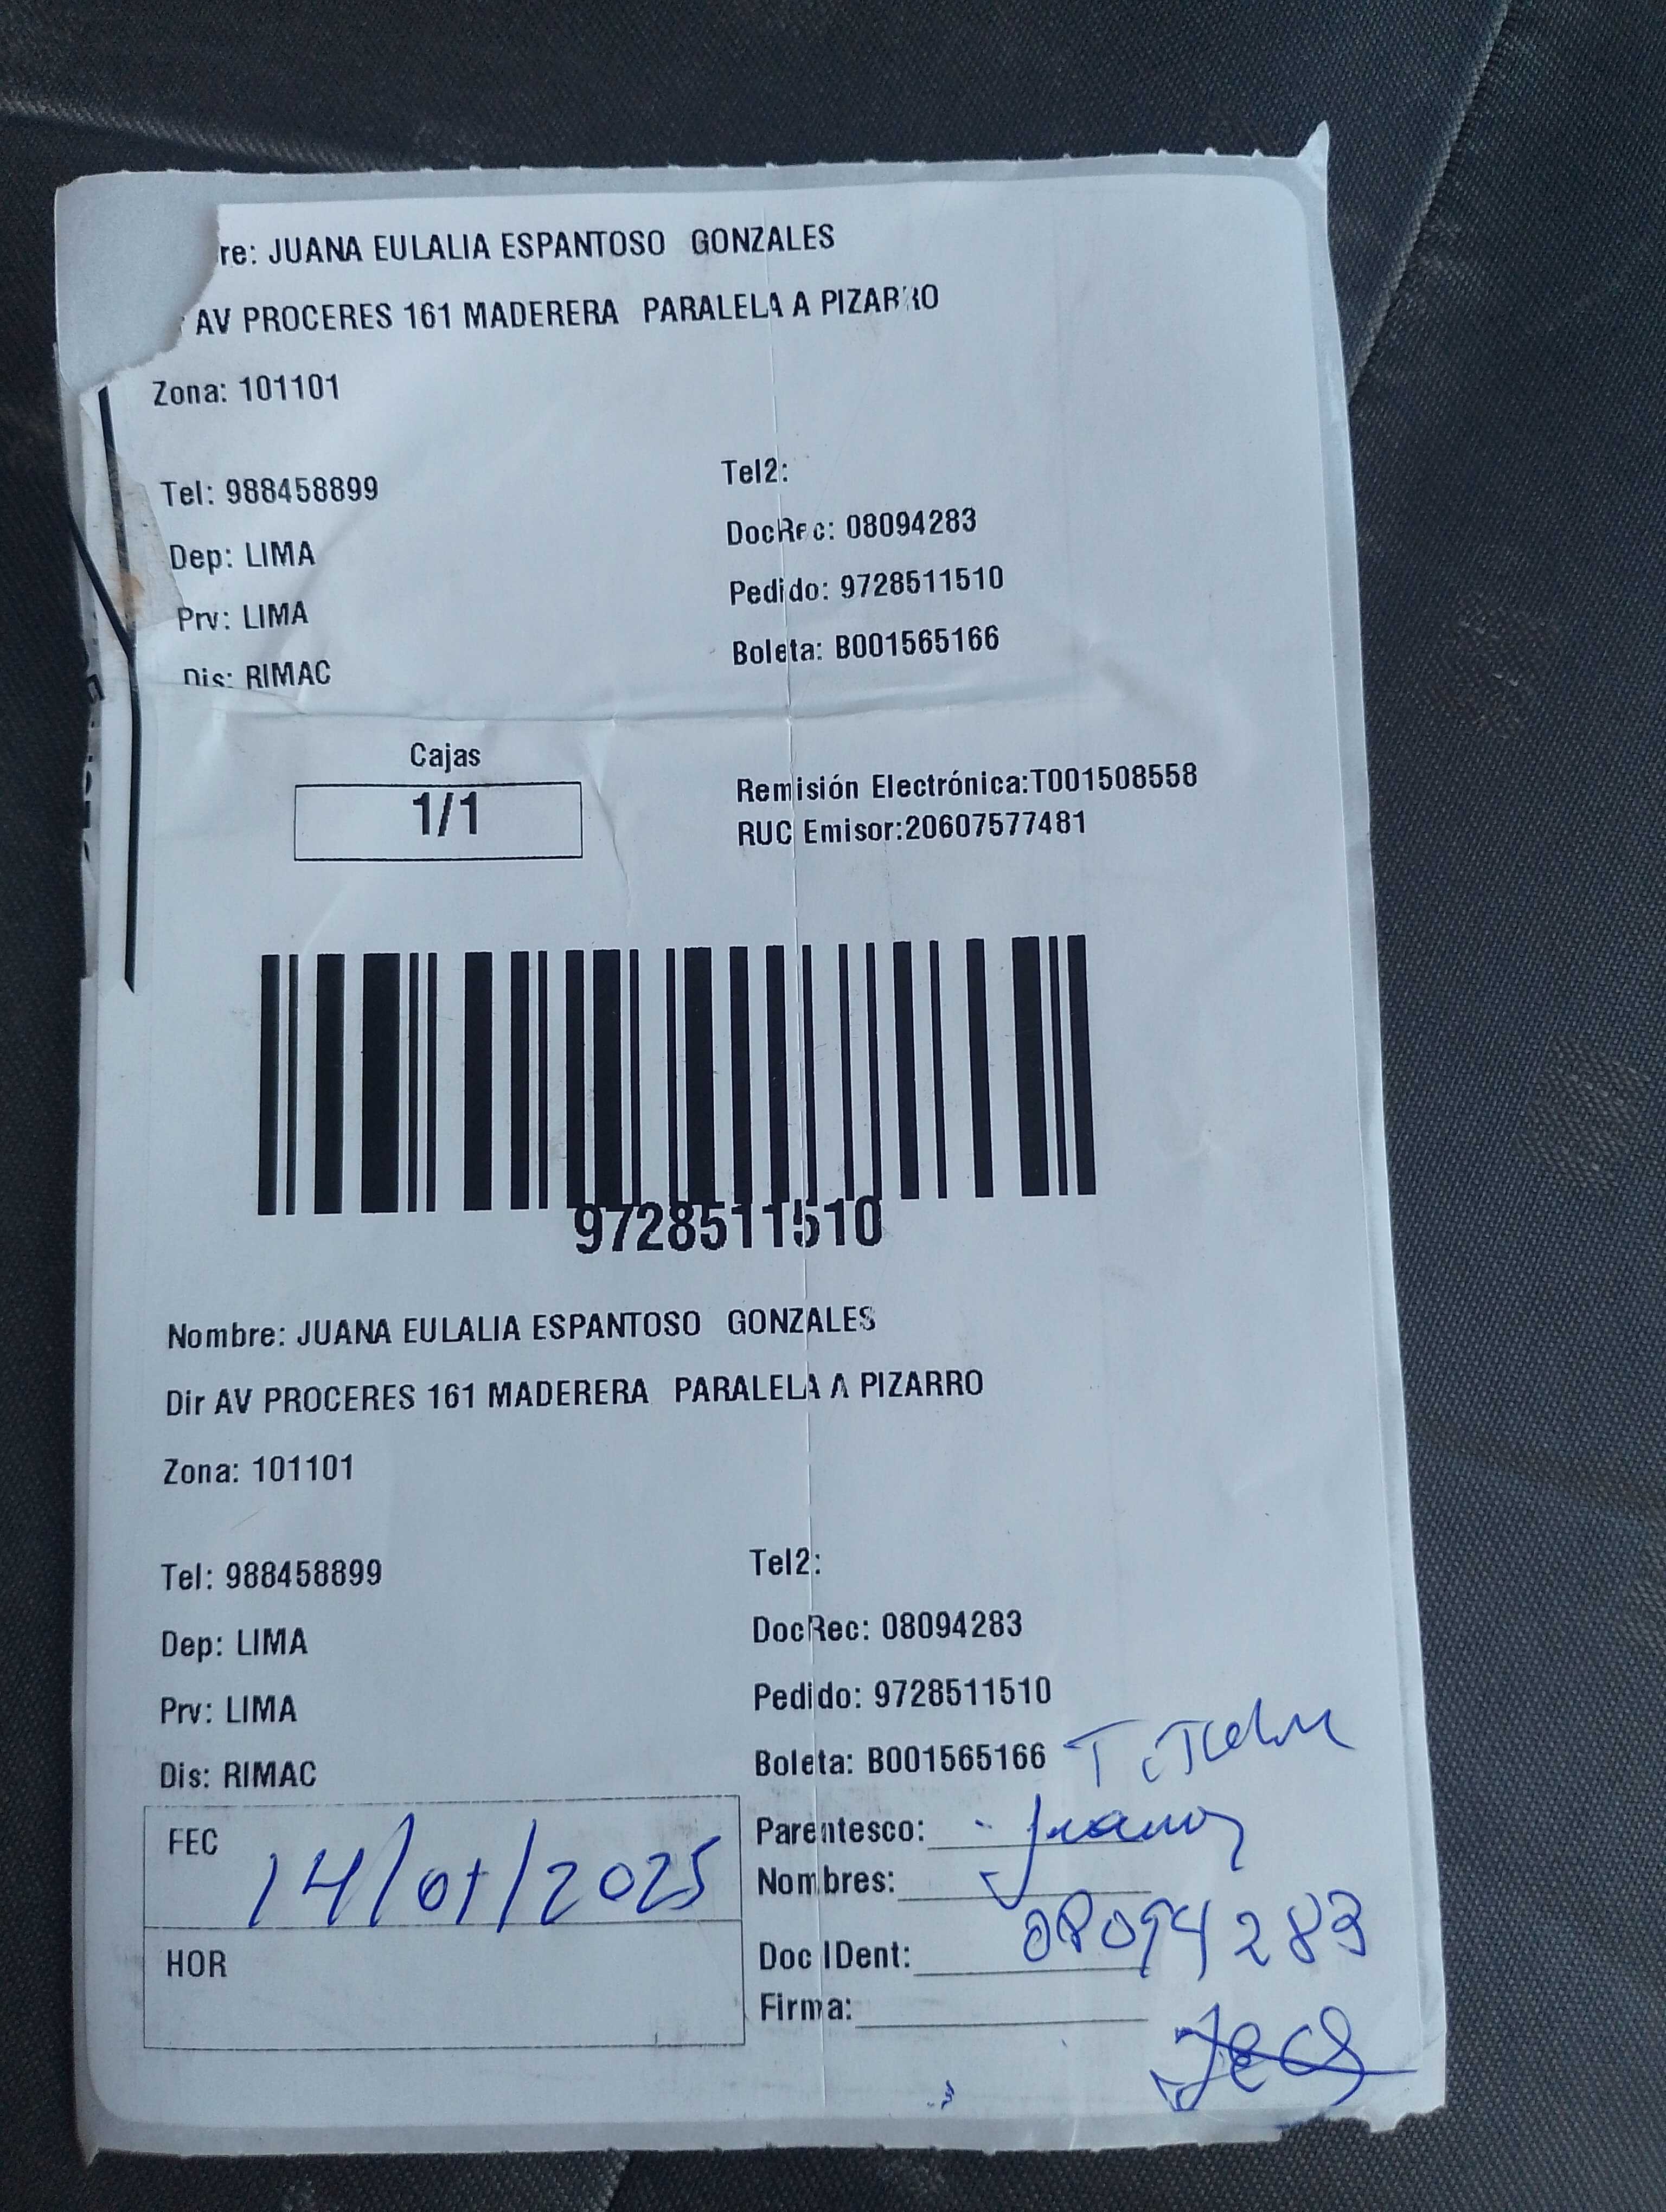 re: JUANA EULALIA ESPANTOSO GONZALES
AV PROCERES 161 MADERERA PARALELA A PIZARRO
Zona: 101101
Tel: 988458899
Tel2:
Dep: LIMA
DocRec: 08094283
Prv: LIMA
Pedido: 9728511510
Dis: RIMAC
Boleta: B001565166
Cajas
1/1
Remisión Electrónica:T001508558
RUC Emisor:20607577481
9728511510
Nombre: JUANA EULALIA ESPANTOSO GONZALES
Dir AV PROCERES 161 MADERERA PARALELA A PIZARRO
Zona: 101101
Tel: 988458899
Tel2:
Dep: LIMA
DocRec: 08094283
Prv: LIMA
Pedido: 9728511510
Dis: RIMAC
Boleta: B001565166
FEC 14/01/2025
HOR
Parentesco:
Nombres: Juana
Doc IDent: 08094283
Firma: